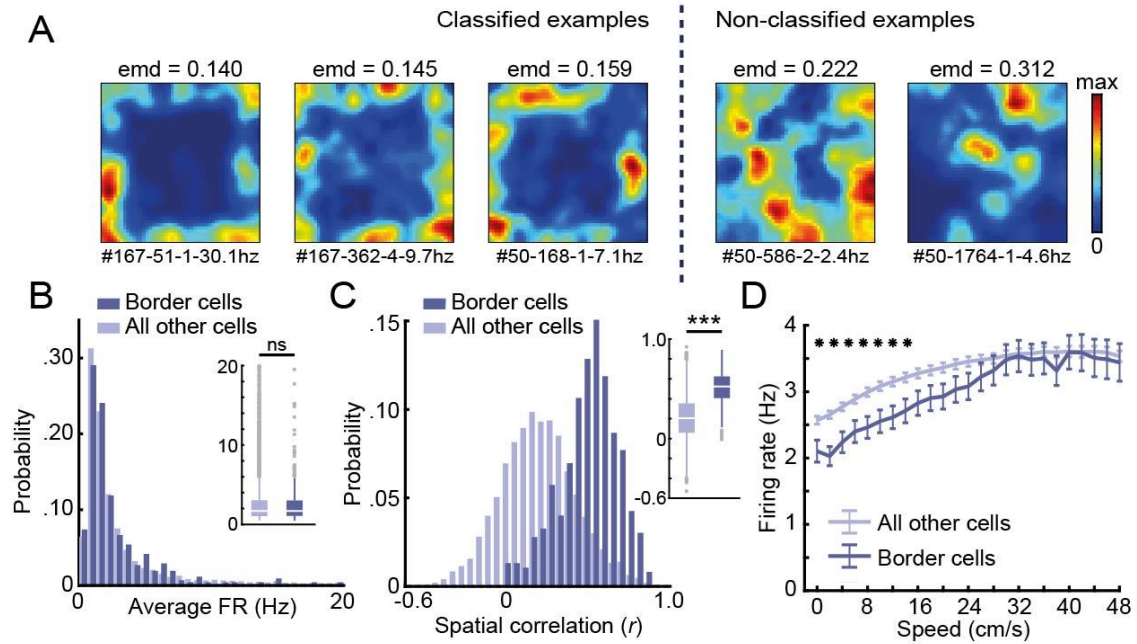 A
Classified examples
Non-classified examples
emd = 0.140
emd = 0.145
emd = 0.159
emd = 0.222
emd = 0.312
max
0
#167-51-1-30.1hz
#167-362-4-9.7hz
#50-168-1-7.1hz
#50-586-2-2.4hz
#50-1764-1-4.6hz
B
Border cells
All other cells
Probability
.30
.20
.10
0
0
20
Average FR (Hz)
ns
20
10
0
C
Border cells
All other cells
Probability
.15
.10
.05
0
-0.6
0
1.0
Spatial correlation (r)
***
1.0
0
-0.6
D
*******
Firing rate (Hz)
4
3
2
1
0
All other cells
Border cells
0 8 16 24 32 40 48
Speed (cm/s)